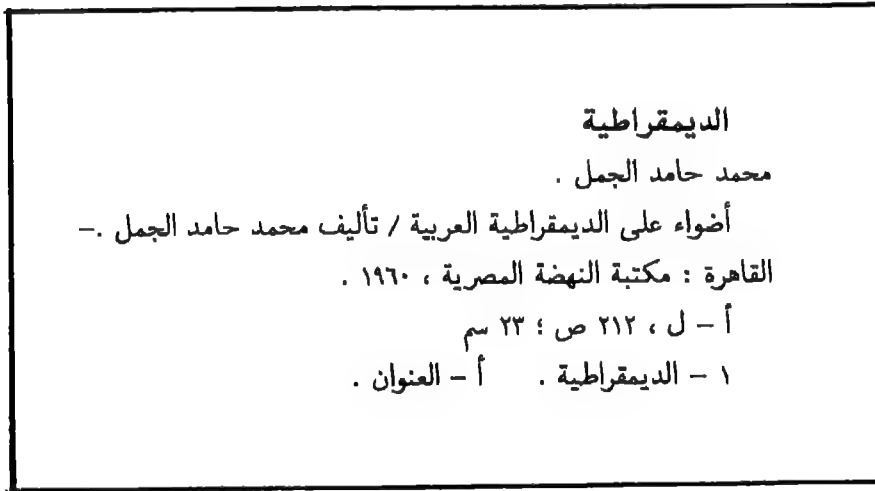 الديمقراطية
محمد حامد الجمل .
أضواء على الديمقراطية العربية / تأليف محمد حامد الجمل .–
القاهرة : مكتبة النهضة المصرية ، ١٩٦٠ .
أ – ل ، ٢١٢ ص ؛ ٢٣ سم
١ – الديمقراطية . أ – العنوان .